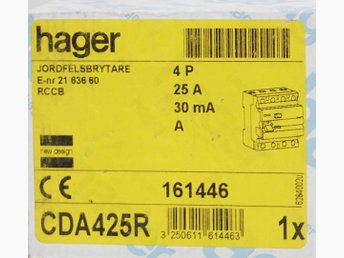 hager
JORDFELSBRYTARE
E-nr 21 636 60
RCCB
4 P
25 A
30 mA
A
new design
CE
161446
CDA425R
3 250611 614463
1x